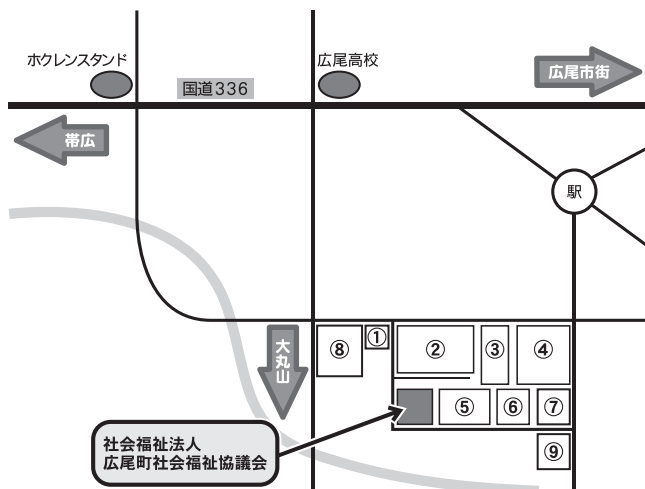 ホクレンスタンド
広尾高校
国道336
広尾市街
帯広
駅
大丸山
⑧
①
②
③
④
⑤
⑥
⑦
⑨
社会福祉法人
広尾町社会福祉協議会